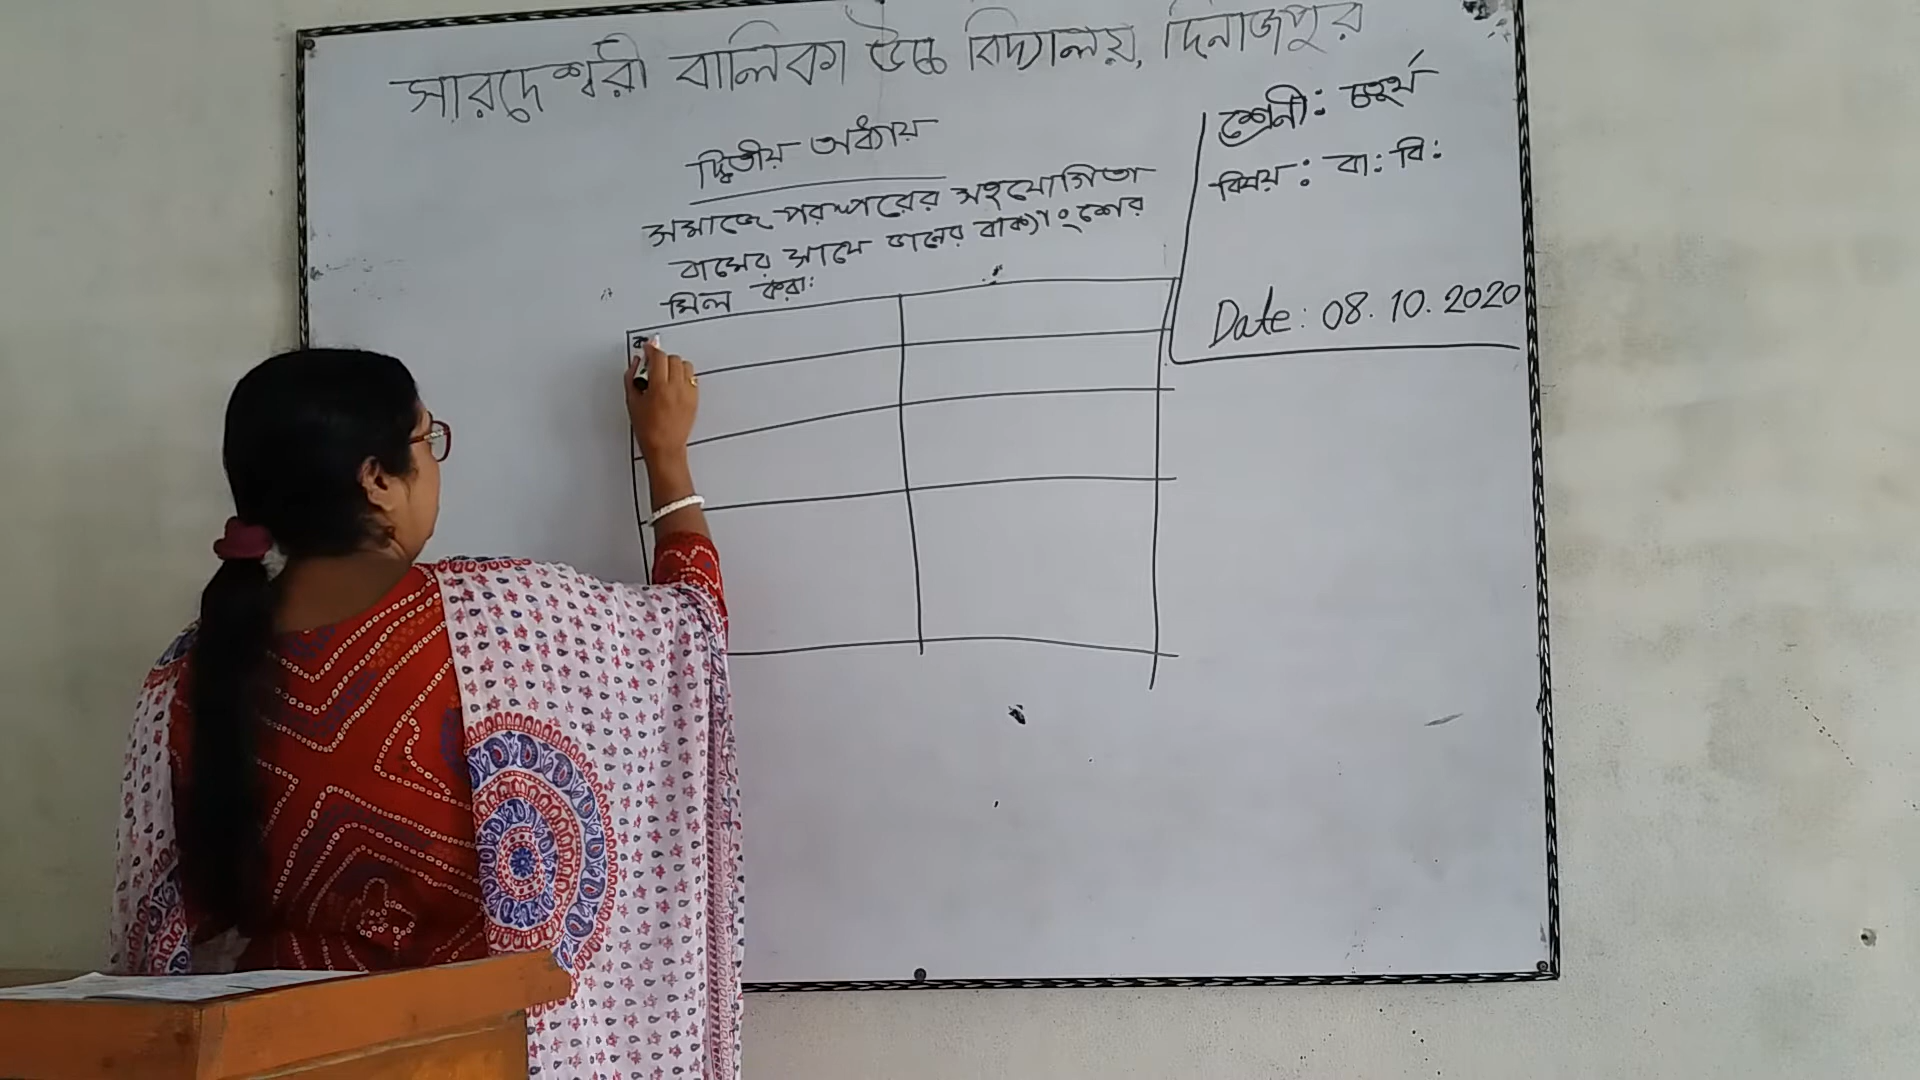 সারদেশ্বরী বালিকা উচ্চ বিদ্যালয়, দিনাজপুর
দ্বিতীয় অধ্যায়
সমাজে পরস্পরের সহযোগিতা
বামের সাথে ডানের বাক্যাংশের
মিল করা:
ক
শ্রেনী: চতুর্থ
বিষয়: বা: বি:
Date: 08.10.2020